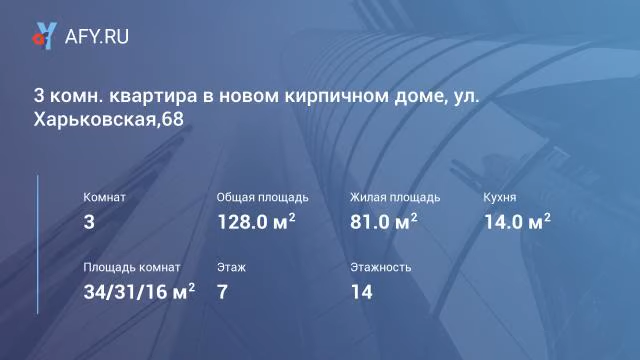 AFY.RU
3 комн. квартира в новом кирпичном доме, ул.
Харьковская,68
Комнат
3
Общая площадь
128.0 м²
Жилая площадь
81.0 м²
Кухня
14.0 м²
Площадь комнат
34/31/16 м²
Этаж
7
Этажность
14